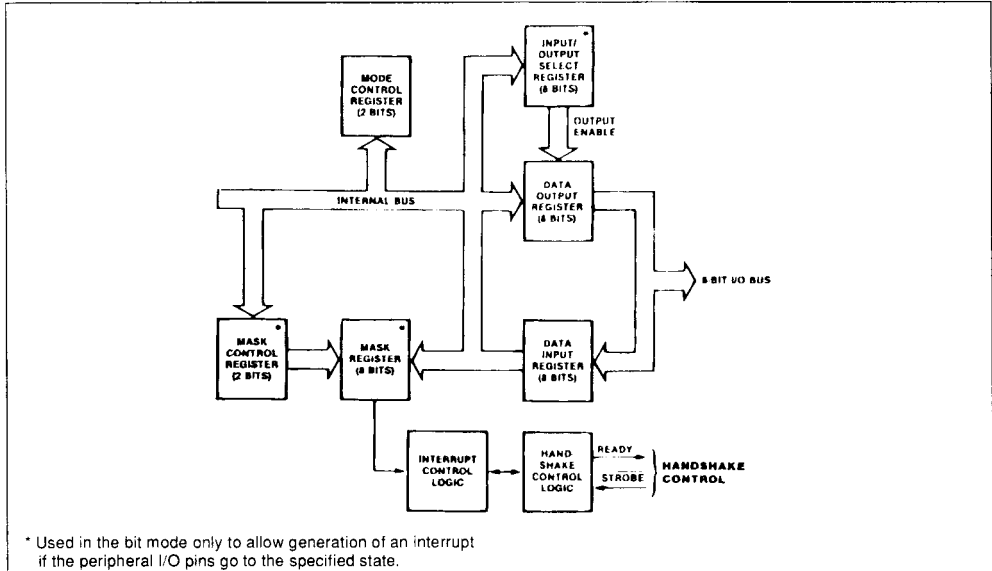 *
INPUT/
OUTPUT
SELECT
REGISTER
(8 BITS)
MODE
CONTROL
REGISTER
(2 BITS)
OUTPUT
ENABLE
DATA
OUTPUT
REGISTER
(8 BITS)
INTERNAL BUS
8-BIT I/O BUS
*
MASK
CONTROL
REGISTER
(2 BITS)
*
MASK
REGISTER
(8 BITS)
DATA
INPUT
REGISTER
(8 BITS)
INTERRUPT
CONTROL
LOGIC
HAND
SHAKE
CONTROL
LOGIC
READY
STROBE
HANDSHAKE
CONTROL
* Used in the bit mode only to allow generation of an interrupt
if the peripheral I/O pins go to the specified state.